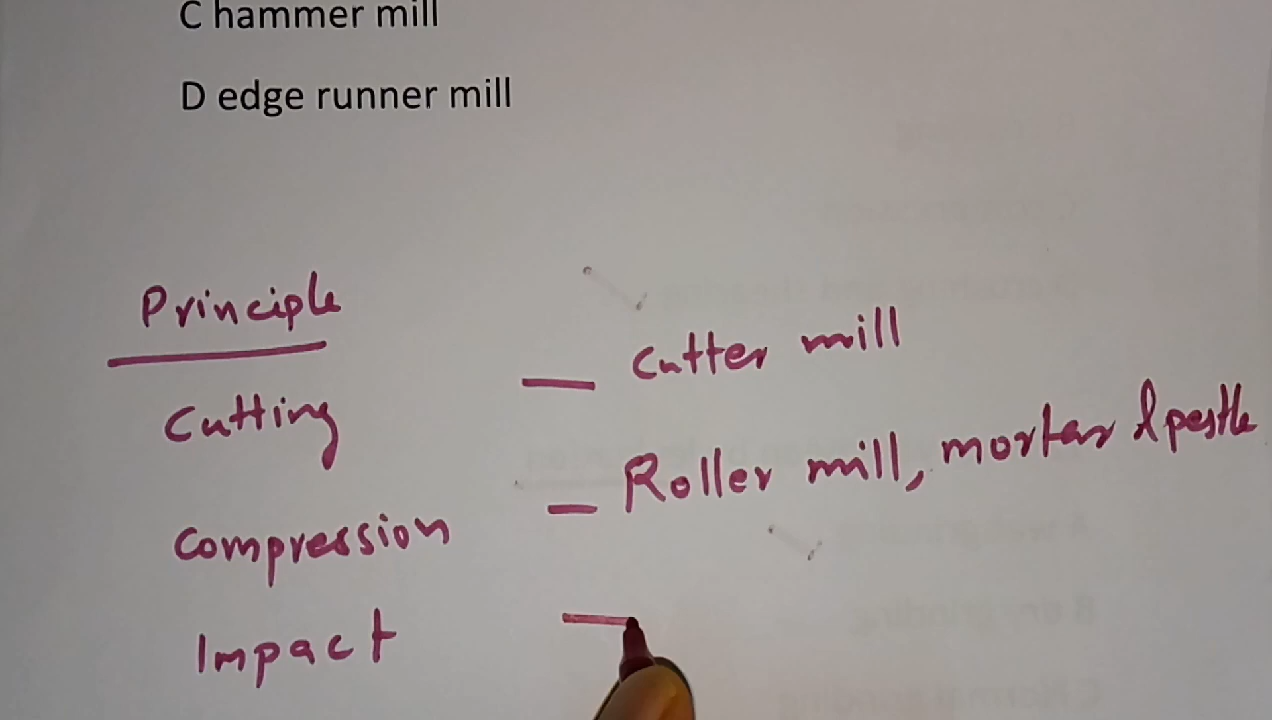 C hammer mill
D edge runner mill
Principle
Cutting — Cutter mill
Compression — Roller mill, mortar & pestle
Impact —